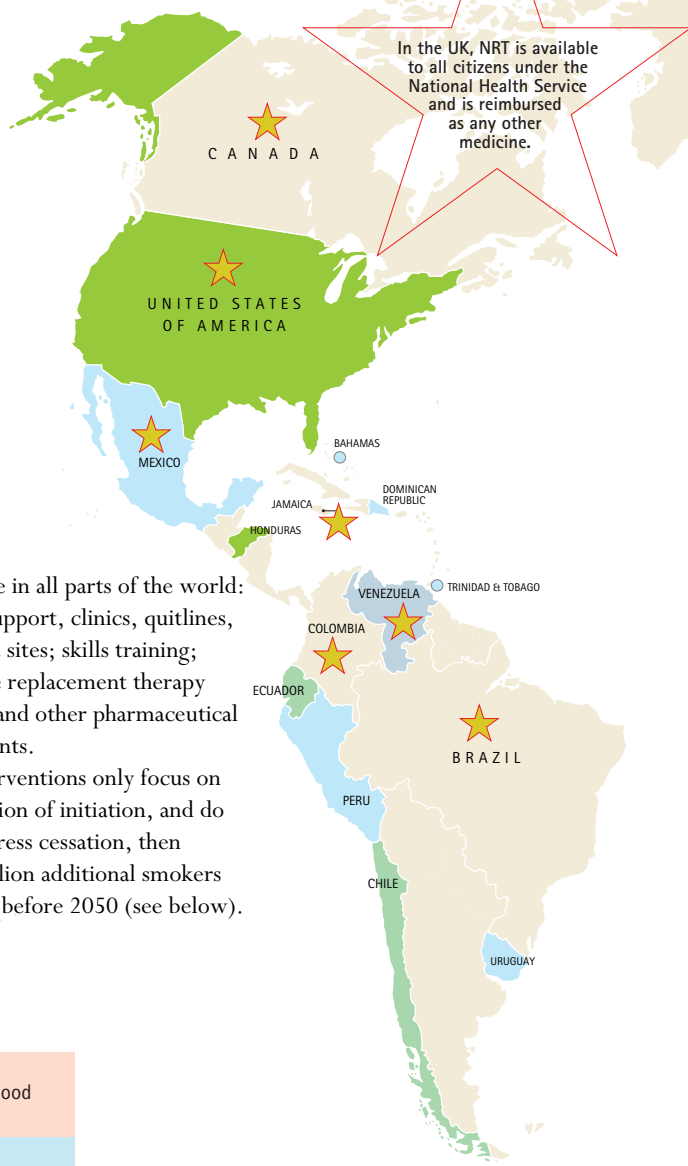 In the UK, NRT is available
to all citizens under the
National Health Service
and is reimbursed
as any other
medicine.
CANADA
UNITED STATES
OF AMERICA
MEXICO
BAHAMAS
DOMINICAN
REPUBLIC
JAMAICA
HONDURAS
VENEZUELA
TRINIDAD & TOBAGO
COLOMBIA
ECUADOR
BRAZIL
PERU
CHILE
URUGUAY
e in all parts of the world:
upport, clinics, quitlines,
sites; skills training;
e replacement therapy
and other pharmaceutical
nts.
rventions only focus on
ion of initiation, and do
ress cessation, then
lion additional smokers
before 2050 (see below).
ood